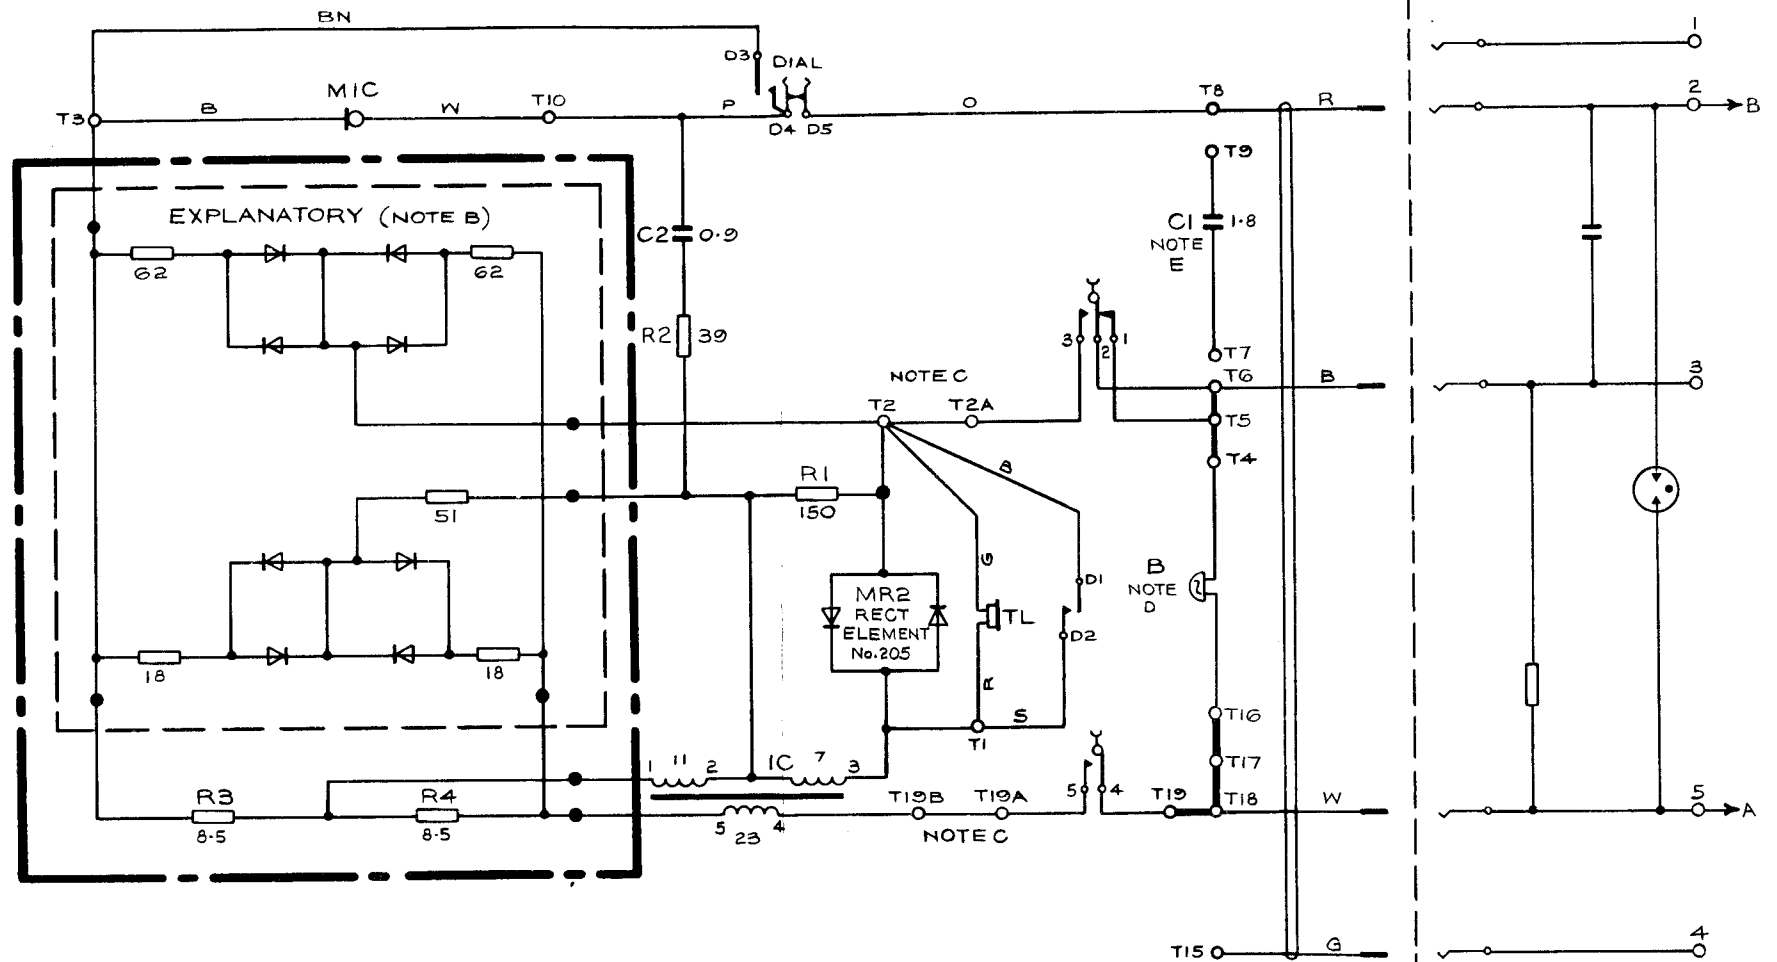 BN
1
D3
DIAL
MIC
T3
B
W
T10
P
D4 D5
O
T8
R
2
B
T9
EXPLANATORY (NOTE B)
C2 0·9
C1 1·8
NOTE
E
62
62
R2 39
3 2 1
T7
NOTE C
T6
B
3
T2
T2A
T5
B
T4
R1
150
51
G
D1
B
NOTE
D
MR2
RECT
ELEMENT
No. 205
TL
D2
18
18
R
S
T1
T16
T17
1 11 2
IC 7 3
R3
8·5
R4
8·5
5 23 4
T19B
T19A
NOTE C
5 4
T19
T18
W
5
A
T15
G
4